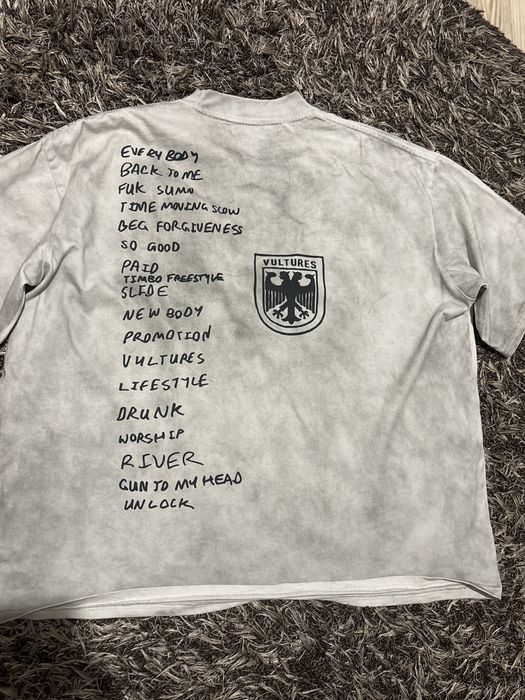 EVERYBODY
BACK TO ME
FUK SUMN
TIME MOVING SLOW
BEG FORGIVENESS
SO GOOD
PAID
TIMBO FREESTYLE
SLIDE
NEW BODY
PROMOTION
VULTURES
LIFESTYLE
DRUNK
WORSHIP
RIVER
GUN TO MY HEAD
UNLOCK
VULTURES